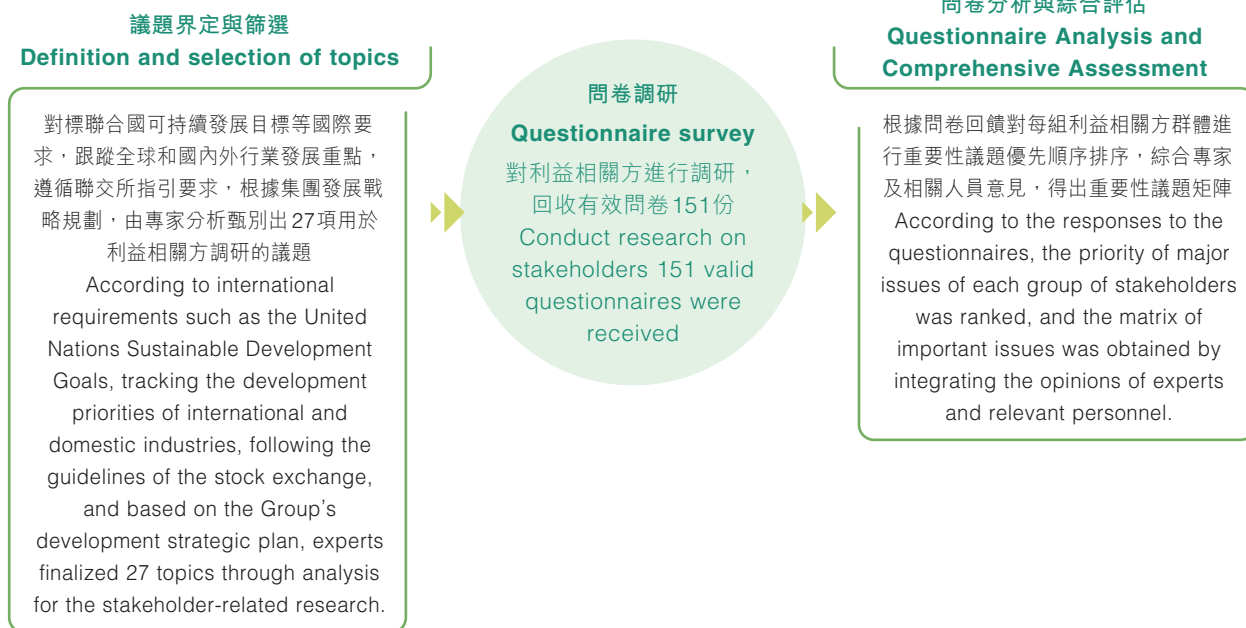 議題界定與篩選
Definition and selection of topics
對標聯合國可持續發展目標等國際要
求，跟蹤全球和國內外行業發展重點，
遵循聯交所指引要求，根據集團發展戰
略規劃，由專家分析甄別出27項用於
利益相關方調研的議題
According to international
requirements such as the United
Nations Sustainable Development
Goals, tracking the development
priorities of international and
domestic industries, following the
guidelines of the stock exchange,
and based on the Group's
development strategic plan, experts
finalized 27 topics through analysis
for the stakeholder-related research.
問卷調研
Questionnaire survey
對利益相關方進行調研，
回收有效問卷151份
Conduct research on
stakeholders 151 valid
questionnaires were
received
問卷分析與綜合評估
Questionnaire Analysis and
Comprehensive Assessment
根據問卷回饋對每組利益相關方群體進
行重要性議題優先順序排序，綜合專家
及相關人員意見，得出重要性議題矩陣
According to the responses to the
questionnaires, the priority of major
issues of each group of stakeholders
was ranked, and the matrix of
important issues was obtained by
integrating the opinions of experts
and relevant personnel.